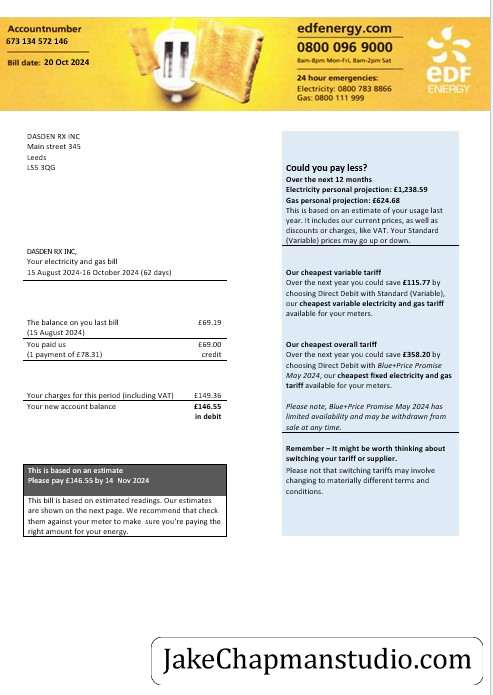 Accountnumber
673 134 572 146
Bill date: 20 Oct 2024
edfenergy.com
0800 096 9000
8am-8pm Mon-Fri, 8am-2pm Sat
24 hour emergencies:
Electricity: 0800 783 8866
Gas: 0800 111 999
eDF
ENERGY
DASDEN RX INC
Main street 345
Leeds
LS5 3QG
DASDEN RX INC,
Your electricity and gas bill
15 August 2024-16 October 2024 (62 days)
The balance on you last bill £69.19
(15 August 2024)
You paid us £69.00
(1 payment of £78.31) credit
Your charges for this period (including VAT) £149.36
Your new account balance £146.55
in debit
This is based on an estimate
Please pay £146.55 by 14 Nov 2024
This bill is based on estimated readings. Our estimates
are shown on the next page. We recommend that check
them against your meter to make sure you're paying the
right amount for your energy.
Could you pay less?
Over the next 12 months
Electricity personal projection: £1,238.59
Gas personal projection: £624.68
This is based on an estimate of your usage last
year. It includes our current prices, as well as
discounts or charges, like VAT. Your Standard
(Variable) prices may go up or down.
Our cheapest variable tariff
Over the next year you could save £115.77 by
choosing Direct Debit with Standard (Variable),
our cheapest variable electricity and gas tariff
available for your meters.
Our cheapest overall tariff
Over the next year you could save £358.20 by
choosing Direct Debit with Blue+Price Promise
May 2024, our cheapest fixed electricity and gas
tariff available for your meters.
Please note, Blue+Price Promise May 2024 has
limited availability and may be withdrawn from
sale at any time.
Remember – It might be worth thinking about
switching your tariff or supplier.
Please not that switching tariffs may involve
changing to materially different terms and
conditions.
JakeChapmanstudio.com